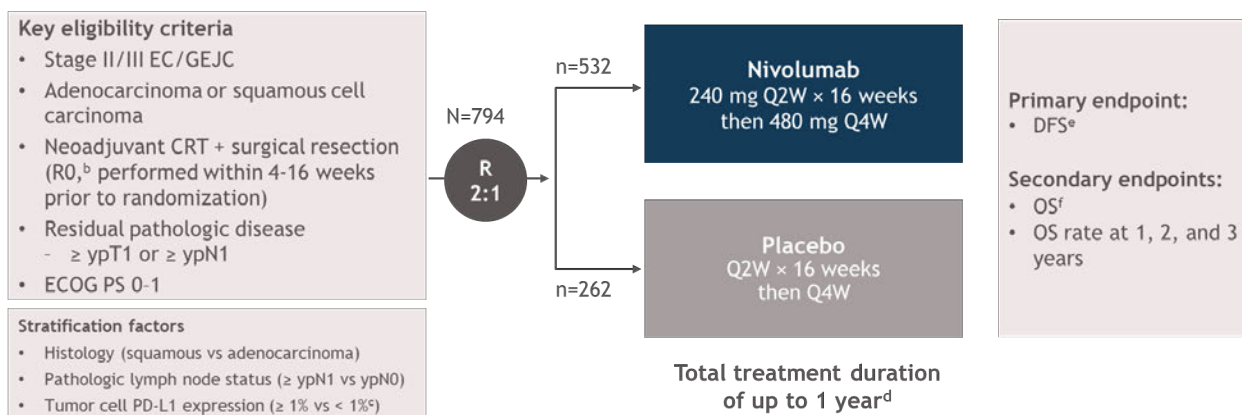 Key eligibility criteria
• Stage II/III EC/GEJC
• Adenocarcinoma or squamous cell
carcinoma
• Neoadjuvant CRT + surgical resection
(R0,ᵇ performed within 4-16 weeks
prior to randomization)
• Residual pathologic disease
- ≥ ypT1 or ≥ ypN1
• ECOG PS 0-1
Stratification factors
• Histology (squamous vs adenocarcinoma)
• Pathologic lymph node status (≥ ypN1 vs ypN0)
• Tumor cell PD-L1 expression (≥ 1% vs < 1%ᶜ)
N=794
R
2:1
n=532
n=262
Nivolumab
240 mg Q2W × 16 weeks
then 480 mg Q4W
Placebo
Q2W × 16 weeks
then Q4W
Total treatment duration
of up to 1 yearᵈ
Primary endpoint:
• DFSᵉ
Secondary endpoints:
• OSᶠ
• OS rate at 1, 2, and 3
years